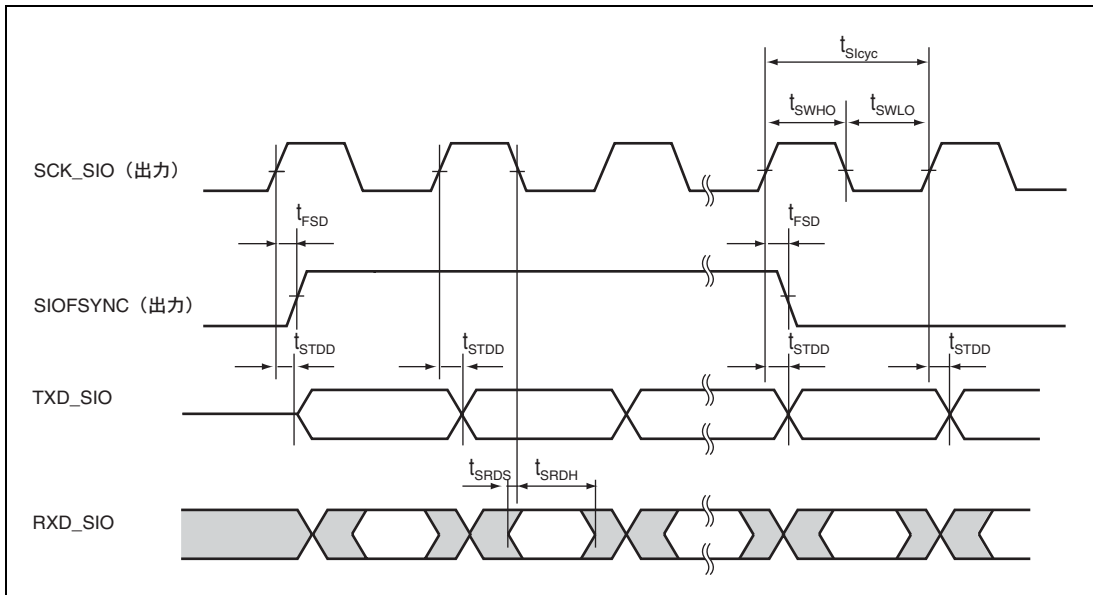 tSIcyc
tSWHO tSWLO
SCK_SIO（出力）
tFSD tFSD
SIOFSYNC（出力）
tSTDD tSTDD tSTDD tSTDD
TXD_SIO
tSRDS tSRDH
RXD_SIO